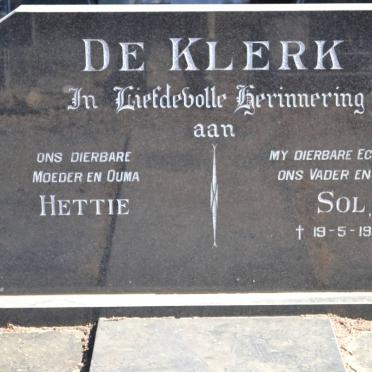 DE KLERK
In Liefdevolle Herinnering
aan
ONS DIERBARE
MOEDER EN OUMA
HETTIE
MY DIERBARE EC
ONS VADER EN
SOL
† 19-5-19